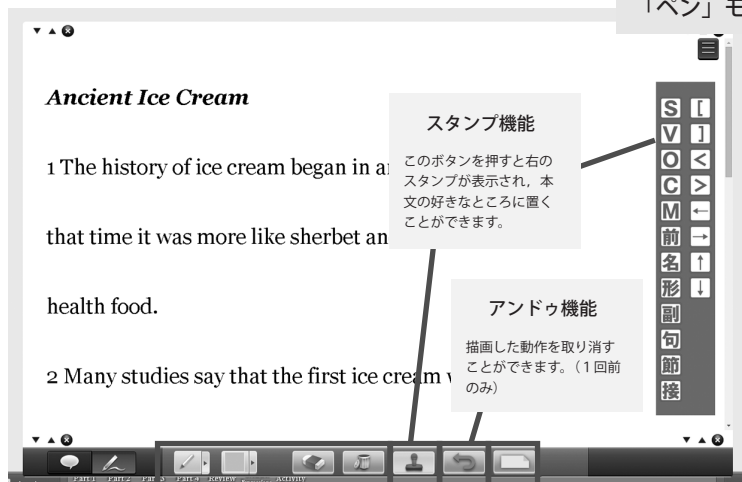 「ペン」モ
Ancient Ice Cream
1 The history of ice cream began in a
that time it was more like sherbet an
health food.
2 Many studies say that the first ice cream
スタンプ機能
このボタンを押すと右の
スタンプが表示され，本
文の好きなところに置く
ことができます。
アンドゥ機能
描画した動作を取り消す
ことができます。（１回前
のみ）
S [
V ]
O <
C >
M ←
前 →
名 ↑
形 ↓
副
句
節
接
Part 1 Part 2 Part 3 Part 4 Review Activity